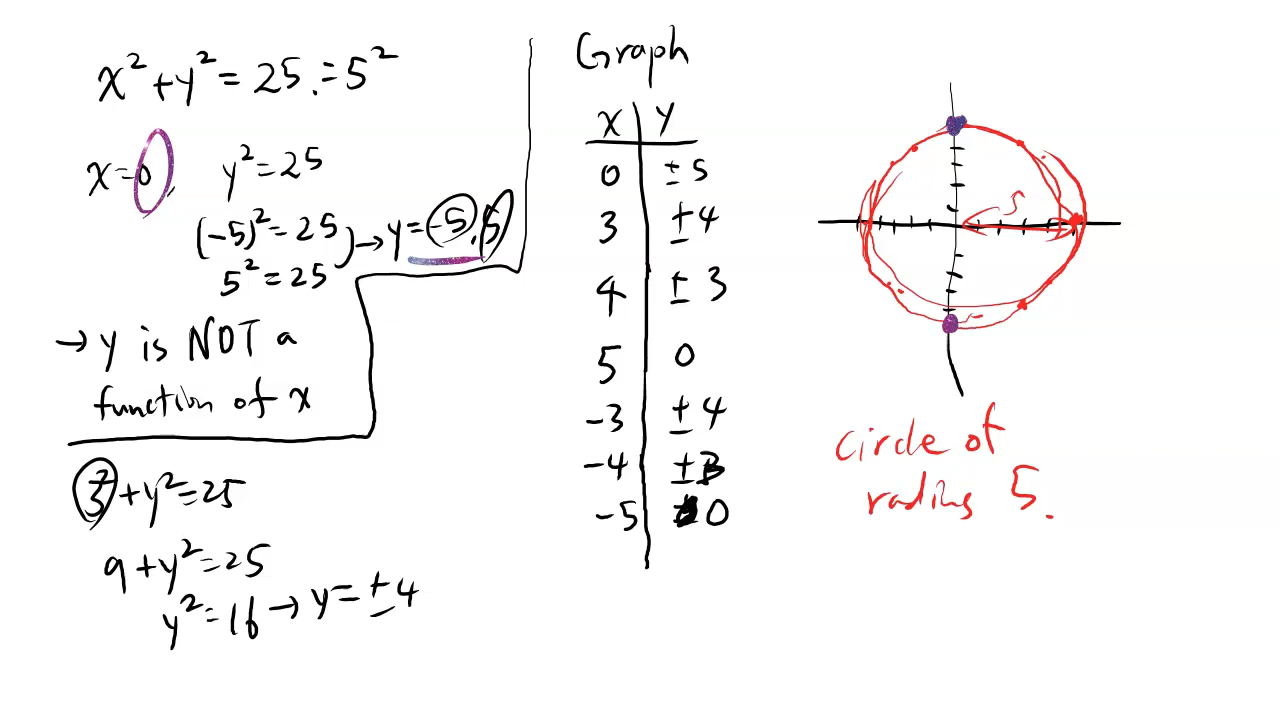 x² + y² = 25. = 5²
x = 0, y² = 25
(-5)² = 25
5² = 25
→ y = -5, 5
→ y is NOT a
function of x
3² + y² = 25
9 + y² = 25
y² = 16 → y = ±4
Graph
x y
0 ±5
3 ±4
4 ±3
5 0
-3 ±4
-4 ±3
-5 0
5
circle of
radius 5.